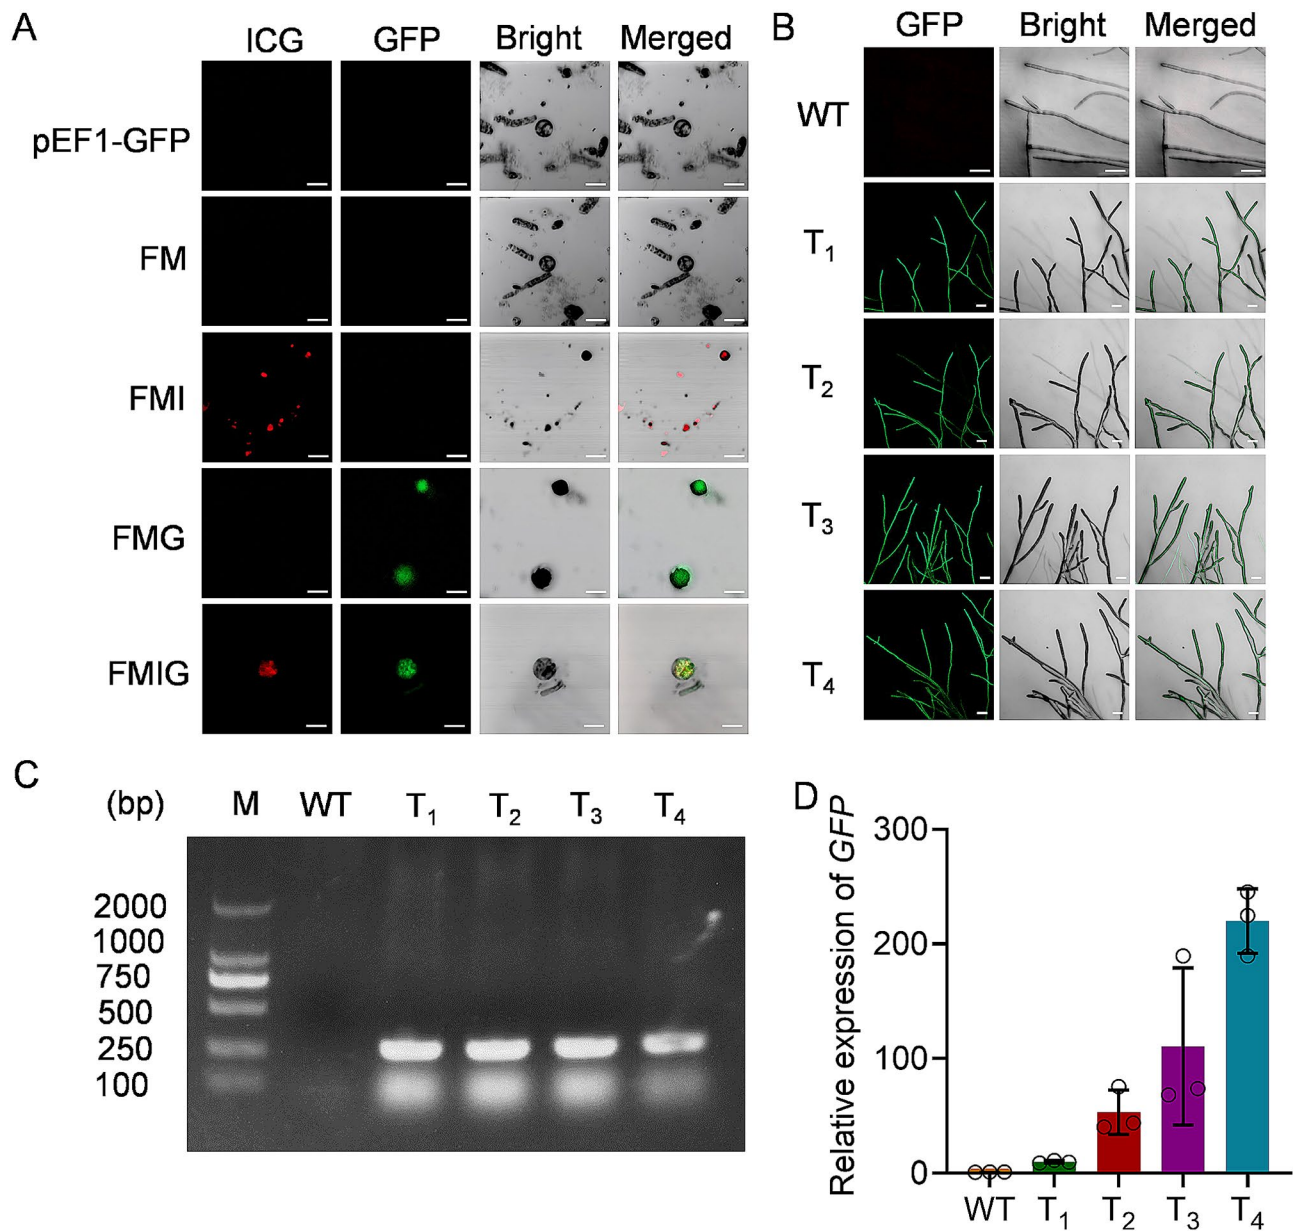 A
ICG GFP Bright Merged
pEF1-GFP
FM
FMI
FMG
FMIG
B
GFP Bright Merged
WT
T1
T2
T3
T4
C
(bp) M WT T1 T2 T3 T4
2000
1000
750
500
250
100
D
Relative expression of GFP
300
200
100
0
WT T1 T2 T3 T4